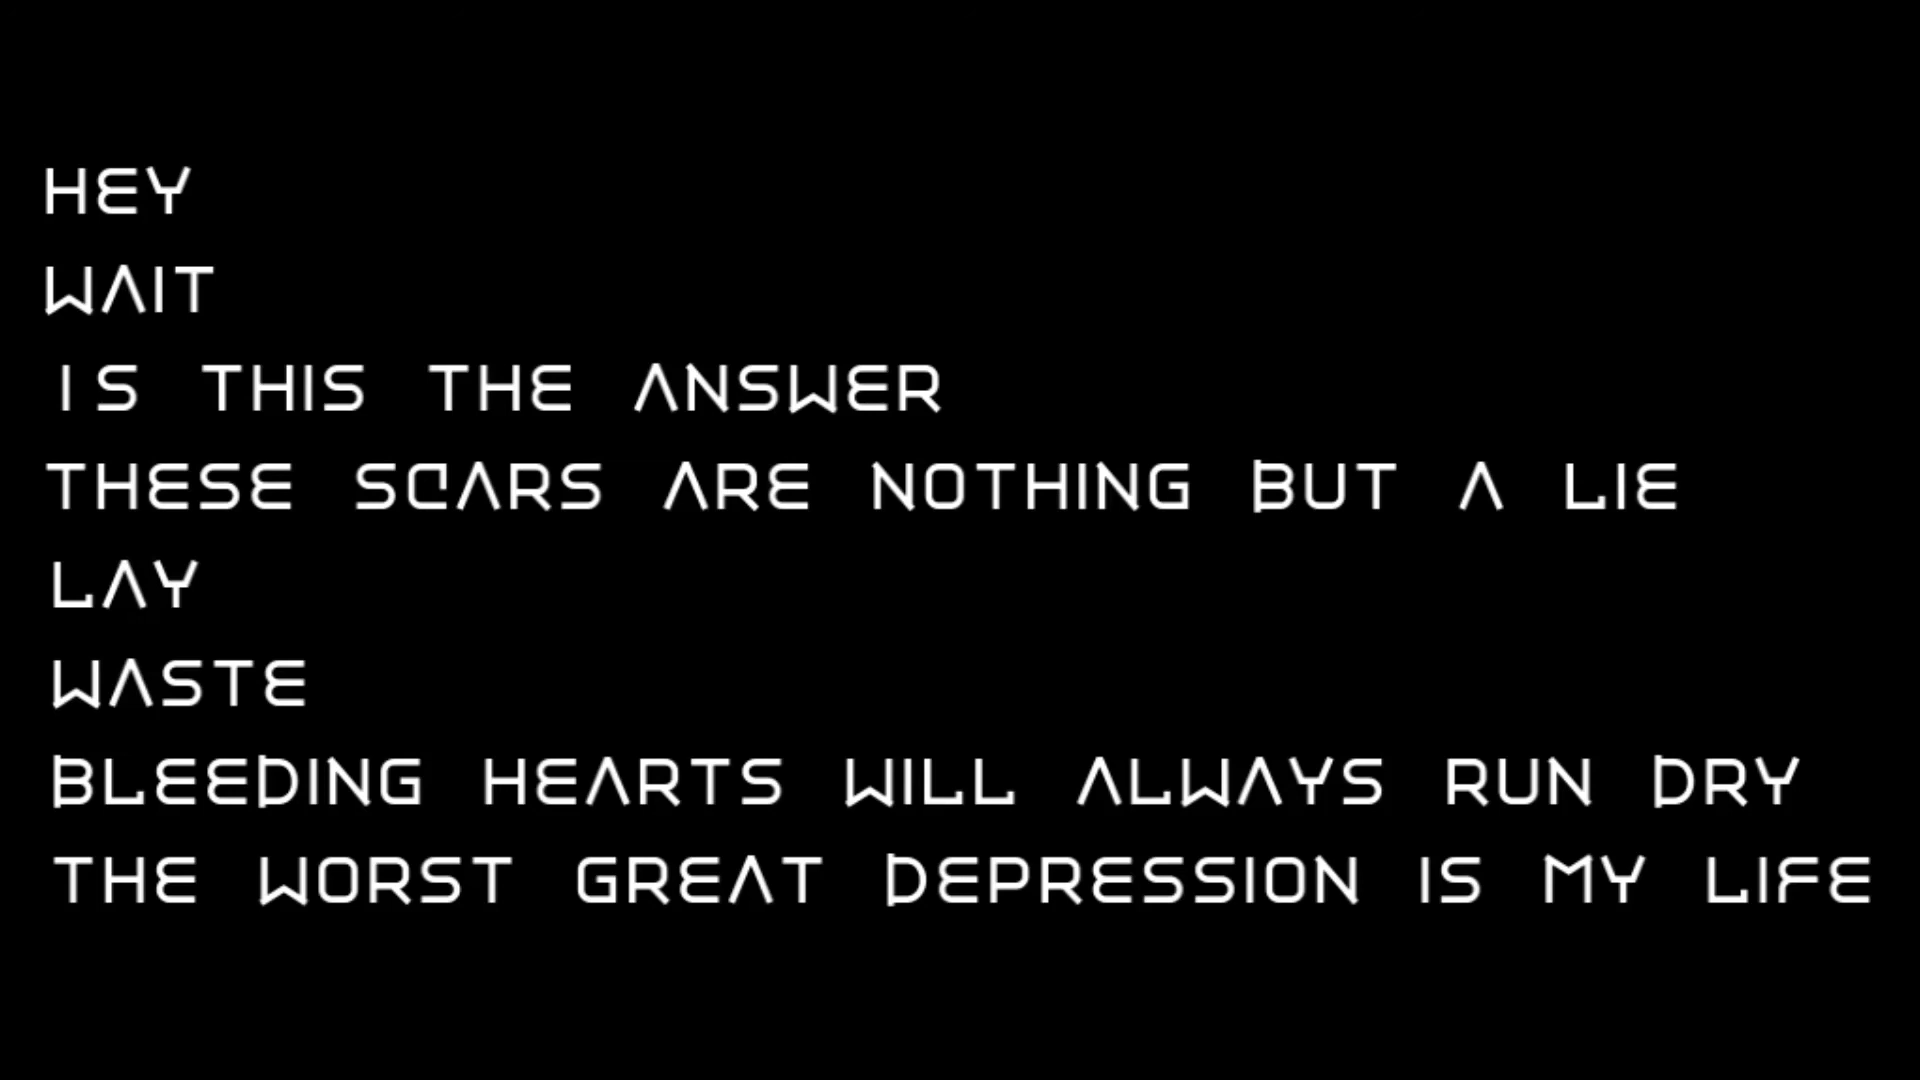 HEY
WAIT
IS THIS THE ANSWER
THESE SCARS ARE NOTHING BUT A LIE
LAY
WASTE
BLEEDING HEARTS WILL ALWAYS RUN DRY
THE WORST GREAT DEPRESSION IS MY LIFE